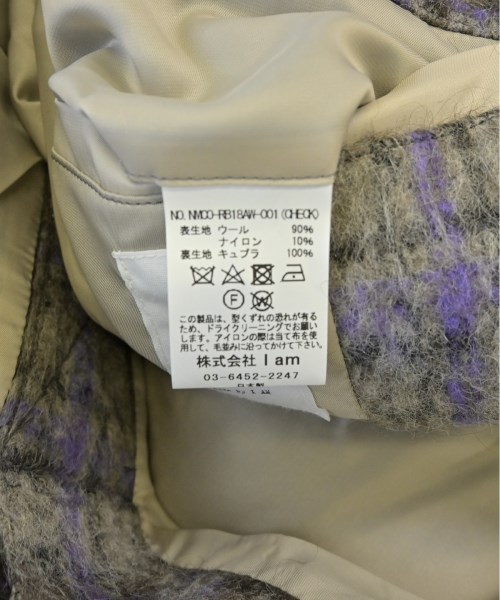 NO. NMCO-RB18AW-001(CHECK)
表生地 ウール 90%
ナイロン 10%
裏生地 キュプラ 100%
F W
この製品は、型くずれの恐れが有る
ため、ドライクリーニングでお願い
します。アイロンの際は当て布を使
用して、毛並みに沿ってかけて下さい。
株式会社 I am
03-6452-2247
日本製